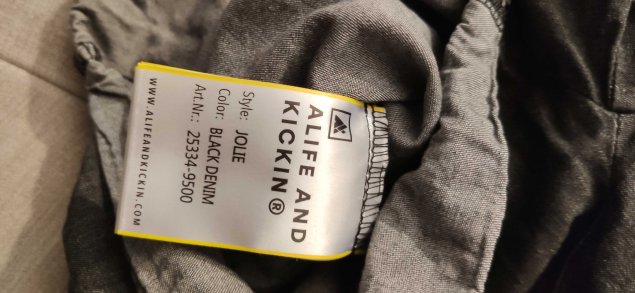 ALIFE AND
KICKIN®
Style: JOLIE
Color: BLACK DENIM
Art.Nr.: 25334-9500
WWW.ALIFEANDKICKIN.COM